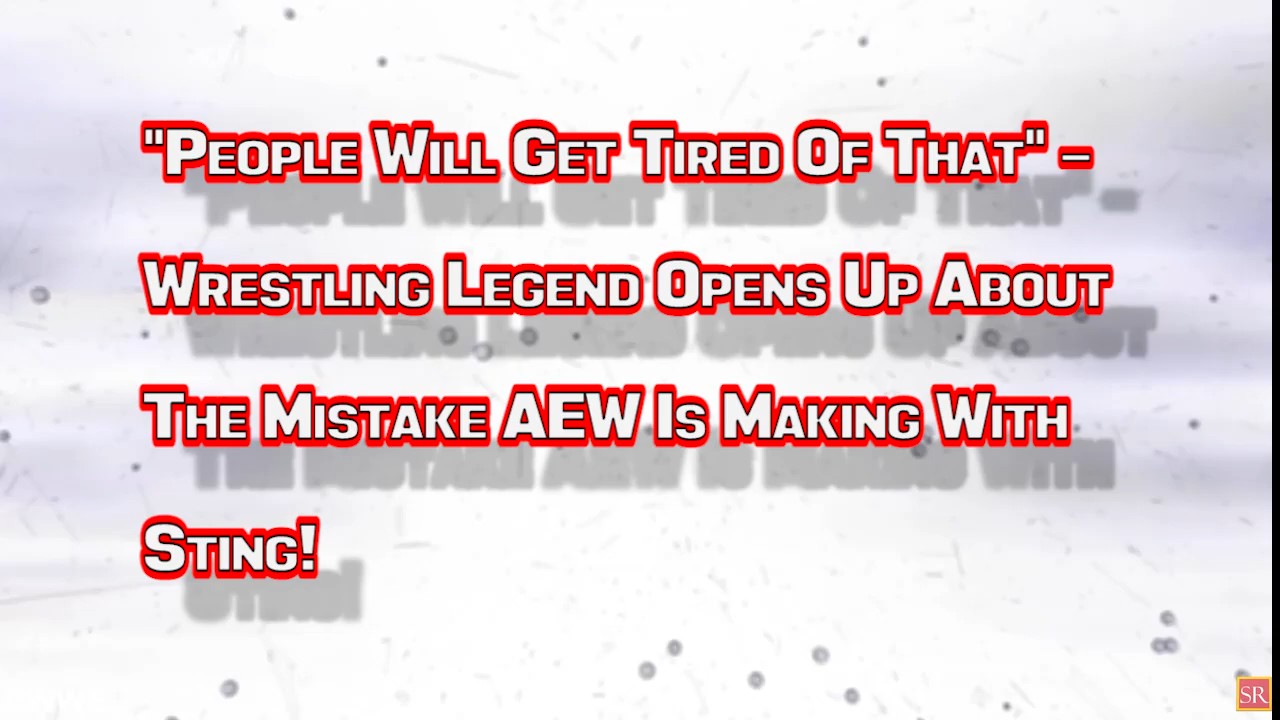 "People Will Get Tired Of That" –
Wrestling Legend Opens Up About
The Mistake AEW Is Making With
Sting!
SR